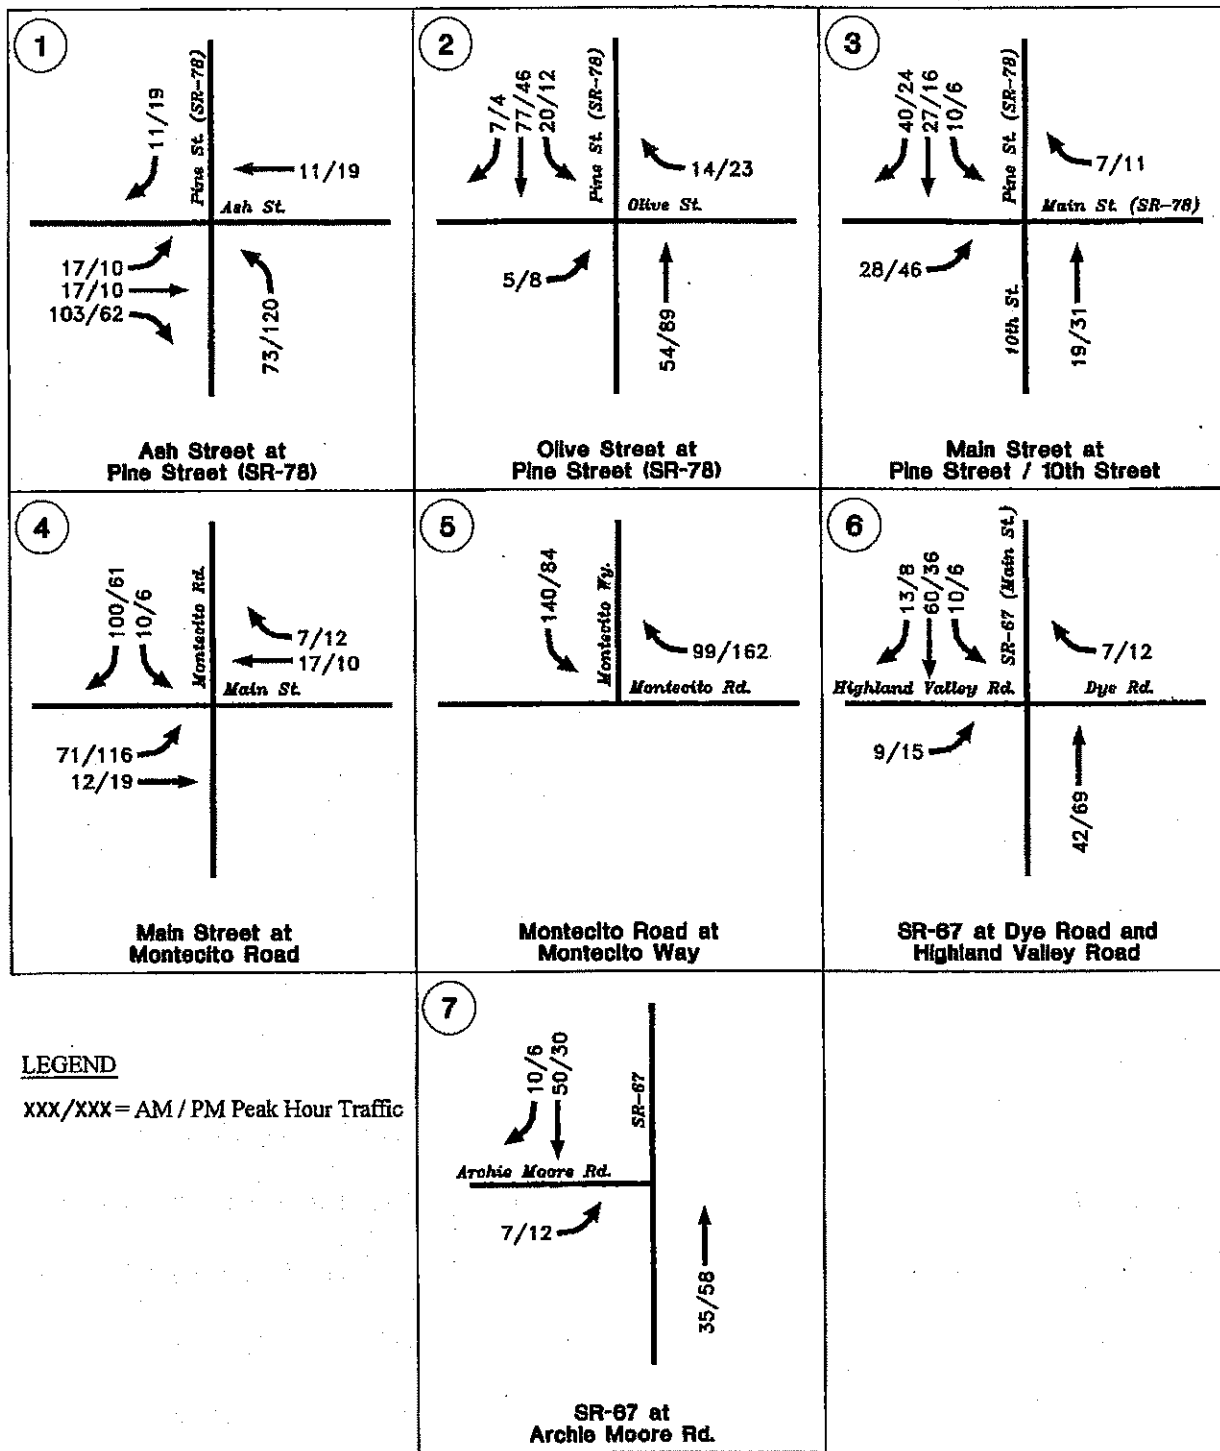 1
11/19
Pine St. (SR-78)
11/19
Ash St.
17/10
17/10
103/62
73/120
Ash Street at
Pine Street (SR-78)
2
7/4
77/46
20/12
Pine St. (SR-78)
14/23
Olive St.
5/8
54/89
Olive Street at
Pine Street (SR-78)
3
40/24
27/16
10/6
Pine St. (SR-78)
7/11
Main St. (SR-78)
28/46
10th St.
19/31
Main Street at
Pine Street / 10th Street
4
100/61
10/6
Montecito Rd.
7/12
17/10
Main St.
71/116
12/19
Main Street at
Montecito Road
5
140/84
Montecito Wy.
99/162
Montecito Rd.
Montecito Road at
Montecito Way
6
13/8
60/36
10/6
SR-67 (Main St.)
7/12
Highland Valley Rd.
Dye Rd.
9/15
42/69
SR-67 at Dye Road and
Highland Valley Road
LEGEND
XXX/XXX = AM / PM Peak Hour Traffic
7
10/6
50/30
SR-67
Archie Moore Rd.
7/12
35/58
SR-67 at
Archie Moore Rd.